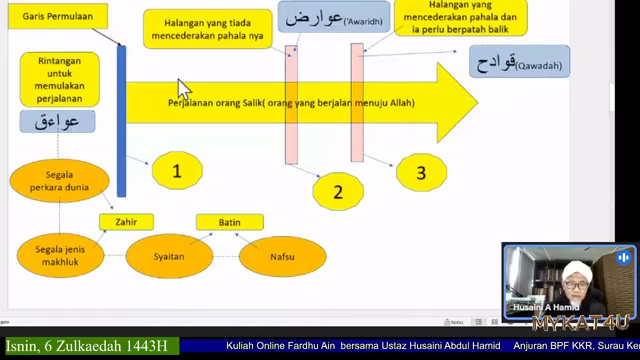 Garis Permulaan
Halangan yang tiada
mencederakan pahala nya
عوارض ('Awaridh)
Halangan yang
mencederakan pahala dan
ia perlu berpatah balik
قوادح (Qawadah)
Rintangan
untuk
memulakan
perjalanan
عواءق
Perjalanan orang Salik( orang yang berjalan menuju Allah)
1
2
3
Segala
perkara dunia
Zahir
Batin
Segala jenis
makhluk
Syaitan
Nafsu
Notes
Husaini A Hamid
MYKAT4U
Isnin, 6 Zulkaedah 1443H
Kuliah Online Fardhu Ain bersama Ustaz Husaini Abdul Hamid
Anjuran BPF KKR, Surau Ke